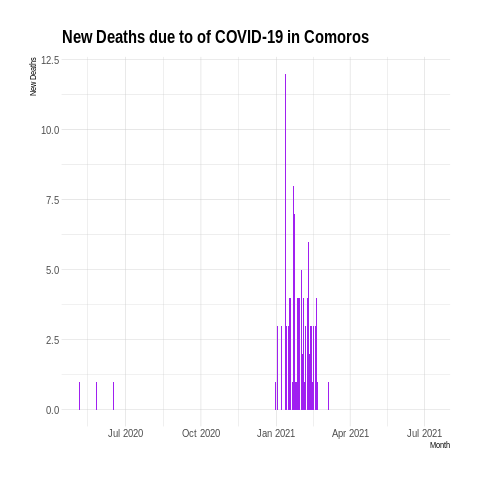 New Deaths due to of COVID-19 in Comoros
New Deaths
12.5
10.0
7.5
5.0
2.5
0.0
Jul 2020 Oct 2020 Jan 2021 Apr 2021 Jul 2021
Month